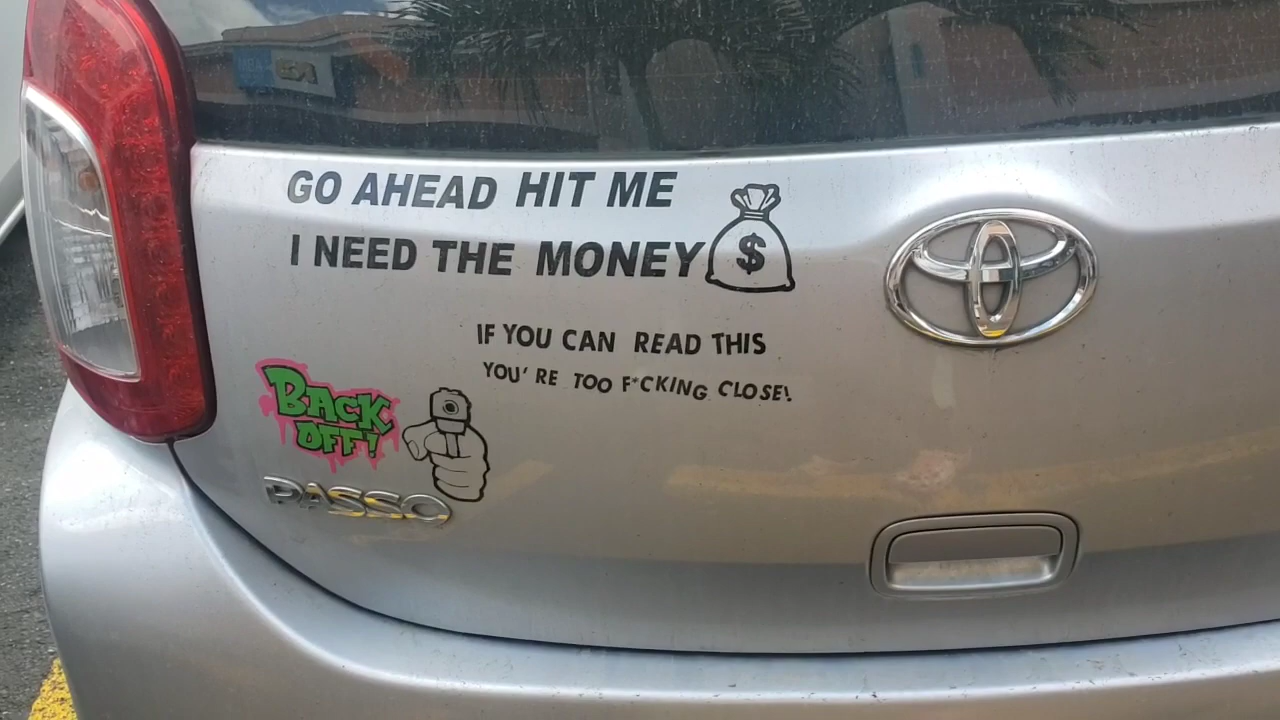 GO AHEAD HIT ME
I NEED THE MONEY
$
IF YOU CAN READ THIS
YOU'RE TOO F*CKING CLOSE!
BACK
OFF!
PASSO